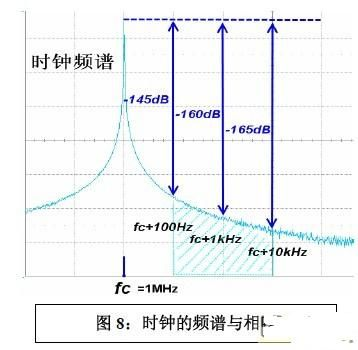 时钟频谱
-145dB
-160dB
-165dB
fc+100Hz
fc+1kHz
fc+10kHz
fc =1MHz
图 8：时钟的频谱与相